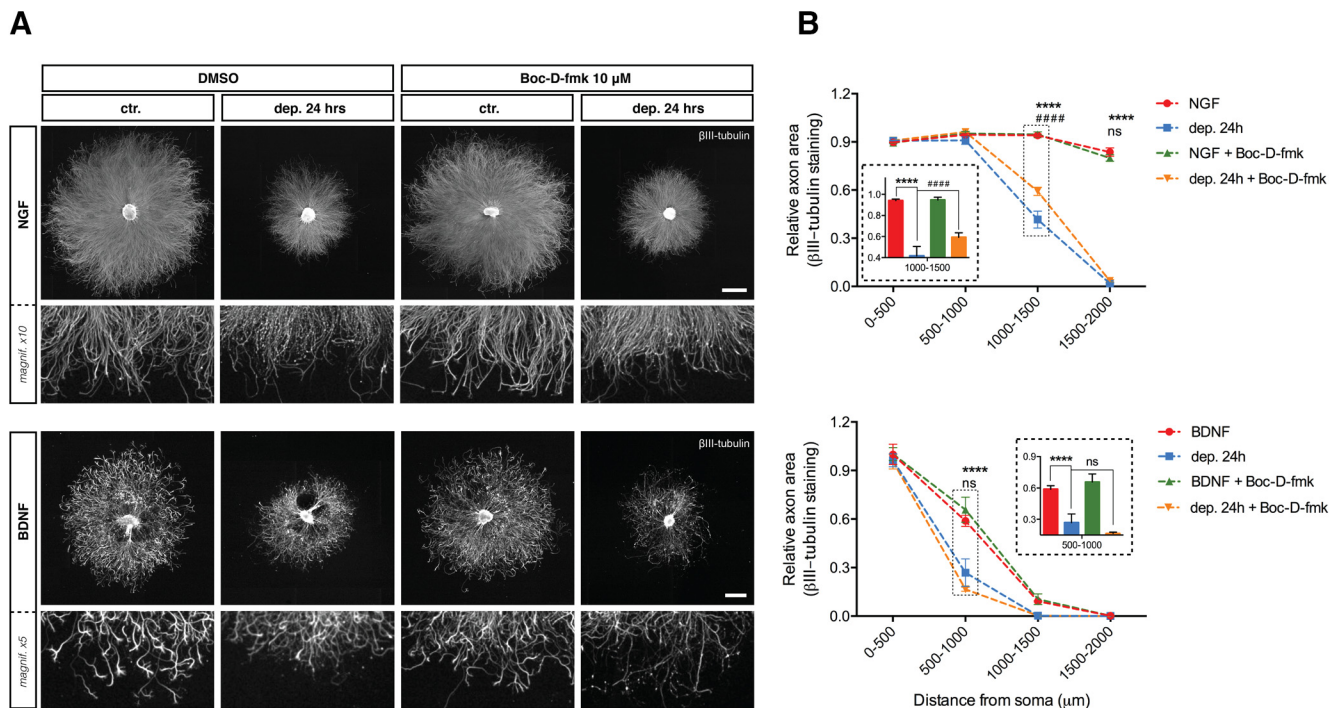 A
DMSO
Boc-D-fmk 10 µM
ctr.
dep. 24 hrs
ctr.
dep. 24 hrs
NGF
βIII-tubulin
magnif. x10
BDNF
βIII-tubulin
magnif. x5
B
Relative axon area
(βIII−tubulin staining)
1.2
0.9
0.6
0.3
0.0
0-500
500-1000
1000-1500
1500-2000
****
####
****
ns
1.0
0.8
0.6
0.4
****
####
1000-1500
NGF
dep. 24h
NGF + Boc-D-fmk
dep. 24h + Boc-D-fmk
Relative axon area
(βIII−tubulin staining)
1.2
0.9
0.6
0.3
0.0
0-500
500-1000
1000-1500
1500-2000
****
ns
0.9
0.6
0.3
****
ns
500-1000
BDNF
dep. 24h
BDNF + Boc-D-fmk
dep. 24h + Boc-D-fmk
Distance from soma (µm)